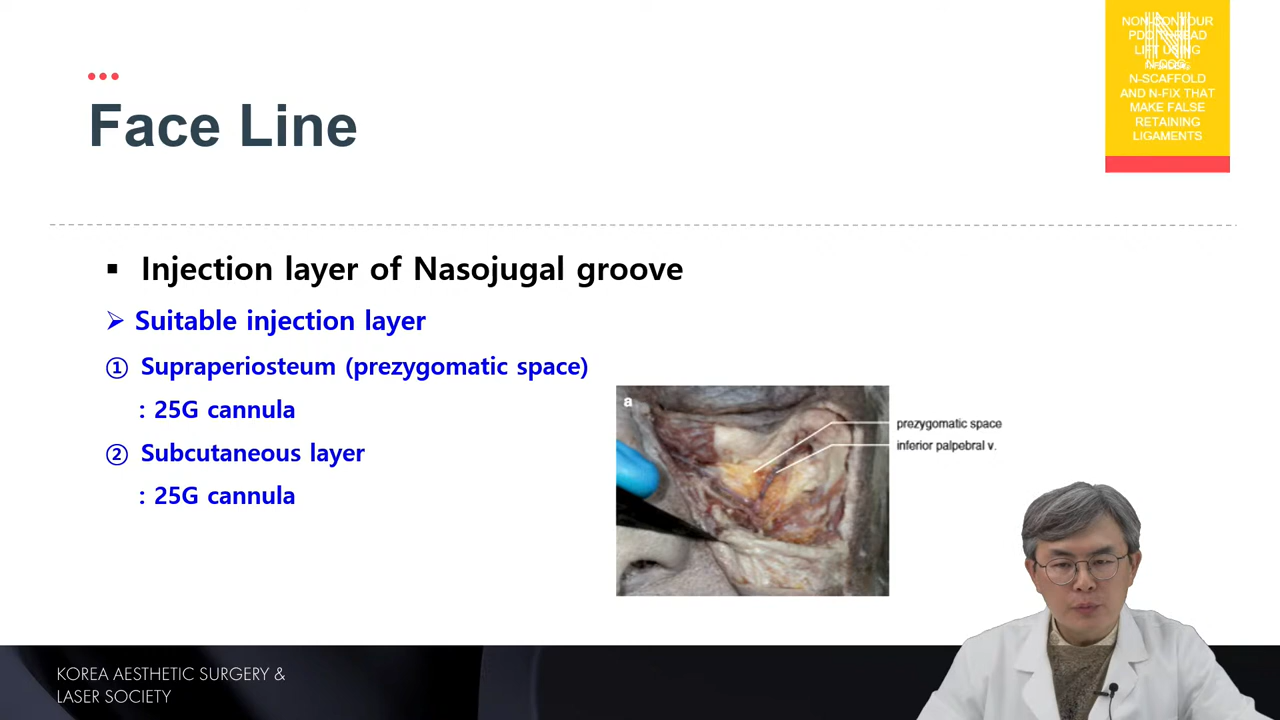 NON-CONTOUR
PDO THREAD
LIFT USING
N-COG,
N-SCAFFOLD
AND N-FIX THAT
MAKE FALSE
RETAINING
LIGAMENTS
Face Line
▪ Injection layer of Nasojugal groove
➢ Suitable injection layer
① Supraperiosteum (prezygomatic space)
: 25G cannula
② Subcutaneous layer
: 25G cannula
a
prezygomatic space
inferior palpebral v.
KOREA AESTHETIC SURGERY &
LASER SOCIETY